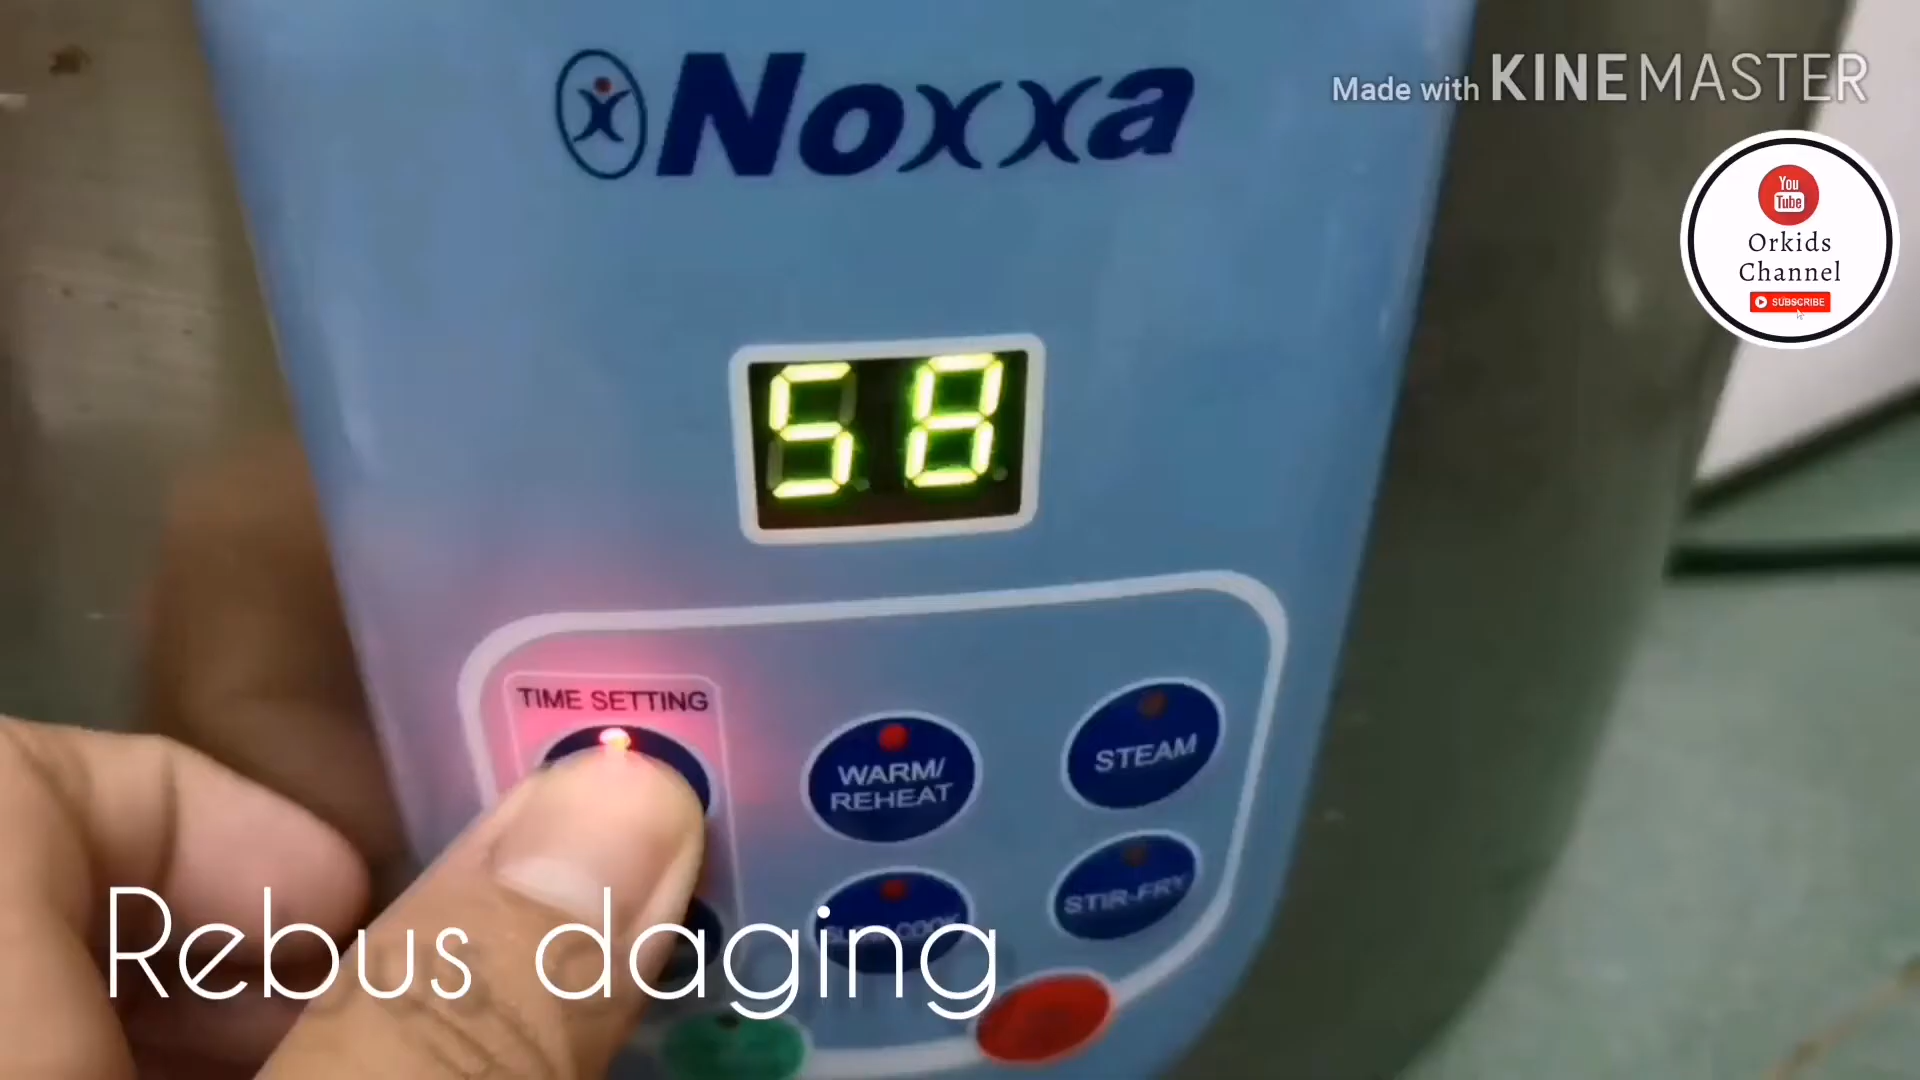 Noxxa
Made with KINEMASTER
You
Tube
Orkids
Channel
SUBSCRIBE
58
TIME SETTING
WARM/
REHEAT
STEAM
STIR-FRY
COOK
Rebus daging